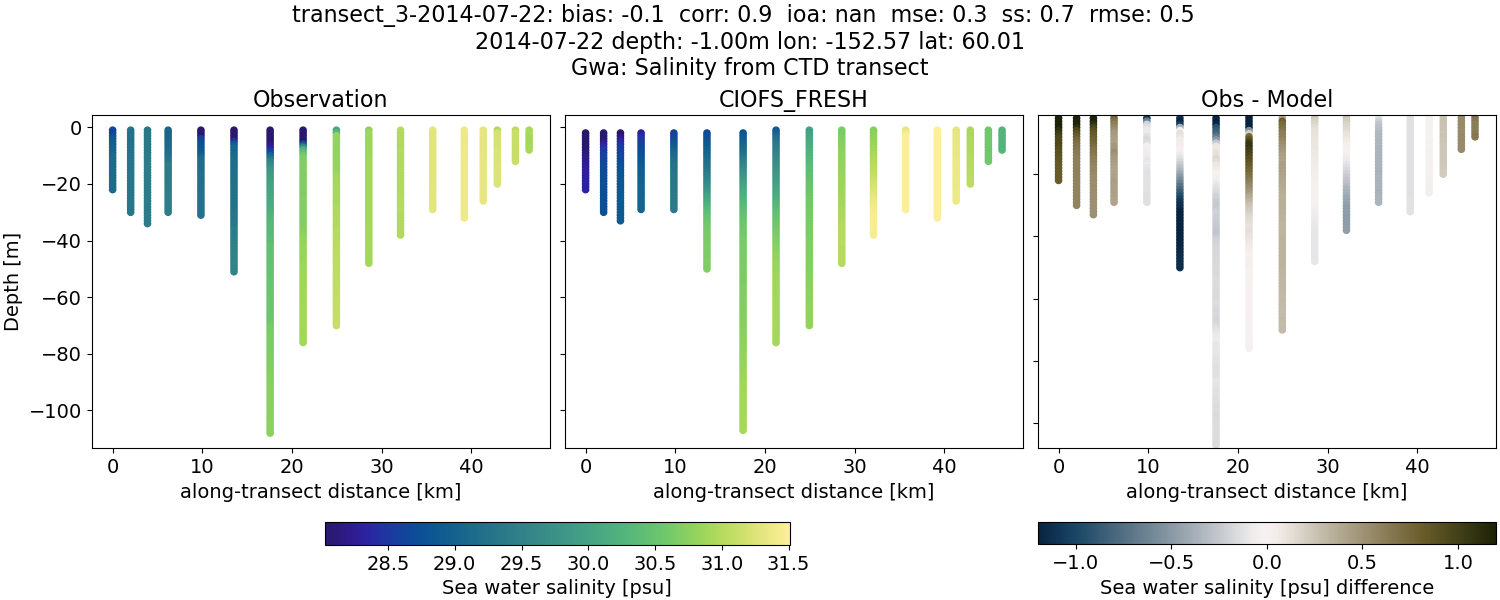 transect_3-2014-07-22: bias: -0.1  corr: 0.9  ioa: nan  mse: 0.3  ss: 0.7  rmse: 0.5
2014-07-22 depth: -1.00m lon: -152.57 lat: 60.01
Gwa: Salinity from CTD transect
Observation
CIOFS_FRESH
Obs - Model
Depth [m]
0
−20
−40
−60
−80
−100
0 10 20 30 40
0 10 20 30 40
0 10 20 30 40
along-transect distance [km]
along-transect distance [km]
along-transect distance [km]
28.5 29.0 29.5 30.0 30.5 31.0 31.5
Sea water salinity [psu]
−1.0 −0.5 0.0 0.5 1.0
Sea water salinity [psu] difference